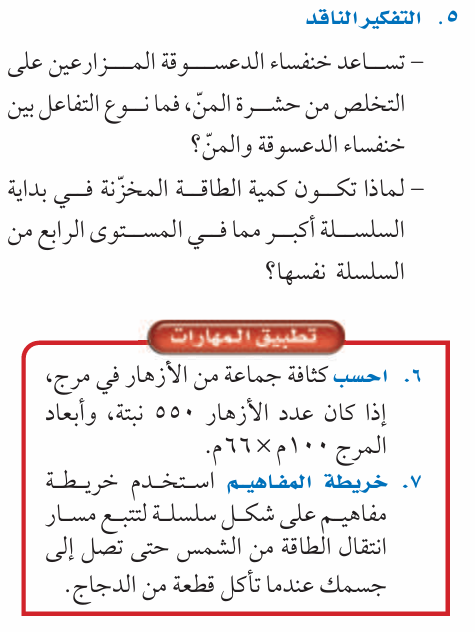 ٥. التفكير الناقد
– تساعد خنفساء الدعسوقة المزارعين على
التخلص من حشرة المنّ، فما نوع التفاعل بين
خنفساء الدعسوقة والمنّ؟
– لماذا تكون كمية الطاقة المخزّنة في بداية
السلسلة أكبر مما في المستوى الرابع من
السلسلة نفسها؟
تطبيق المهارات
٦. احسب كثافة جماعة من الأزهار في مرج،
إذا كان عدد الأزهار ٥٥٠ نبتة، وأبعاد
المرج ١٠٠م×٦٦م.
٧. خريطة المفاهيم استخدم خريطة
مفاهيم على شكل سلسلة لتتبع مسار
انتقال الطاقة من الشمس حتى تصل إلى
جسمك عندما تأكل قطعة من الدجاج.